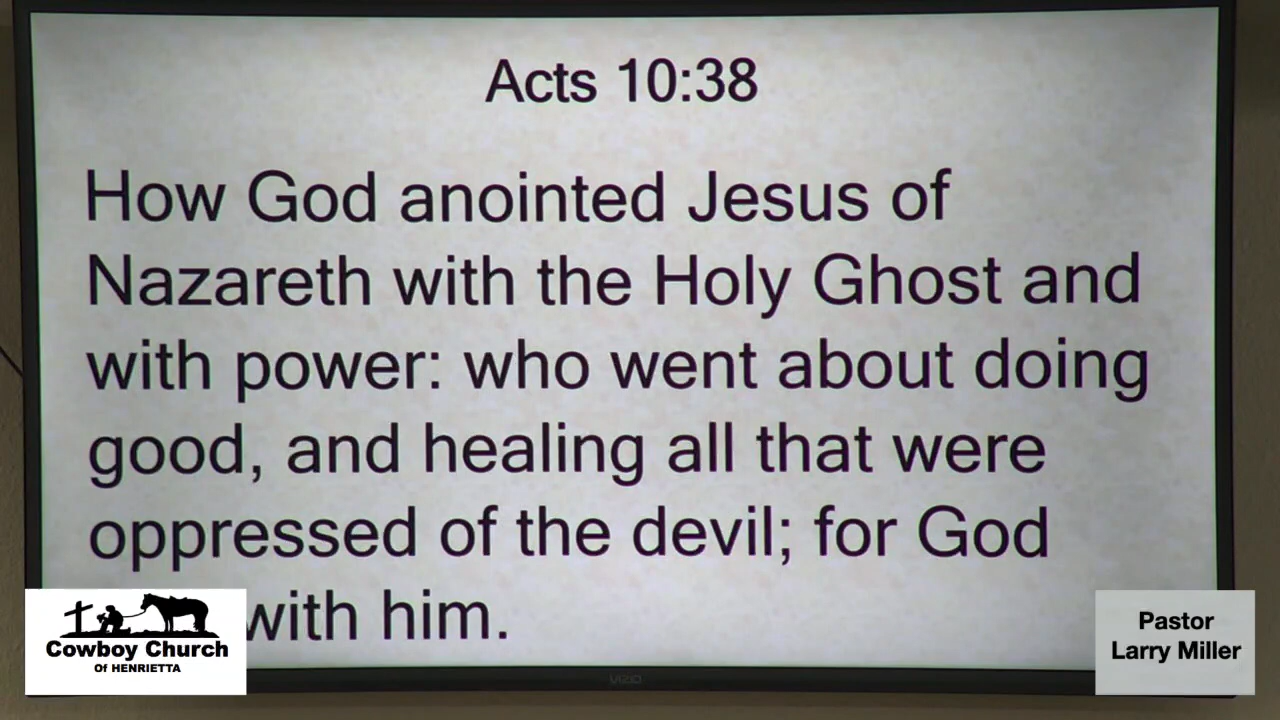 Acts 10:38
How God anointed Jesus of
Nazareth with the Holy Ghost and
with power: who went about doing
good, and healing all that were
oppressed of the devil; for God
with him.
Cowboy Church
OF HENRIETTA
Pastor
Larry Miller
VIZIO